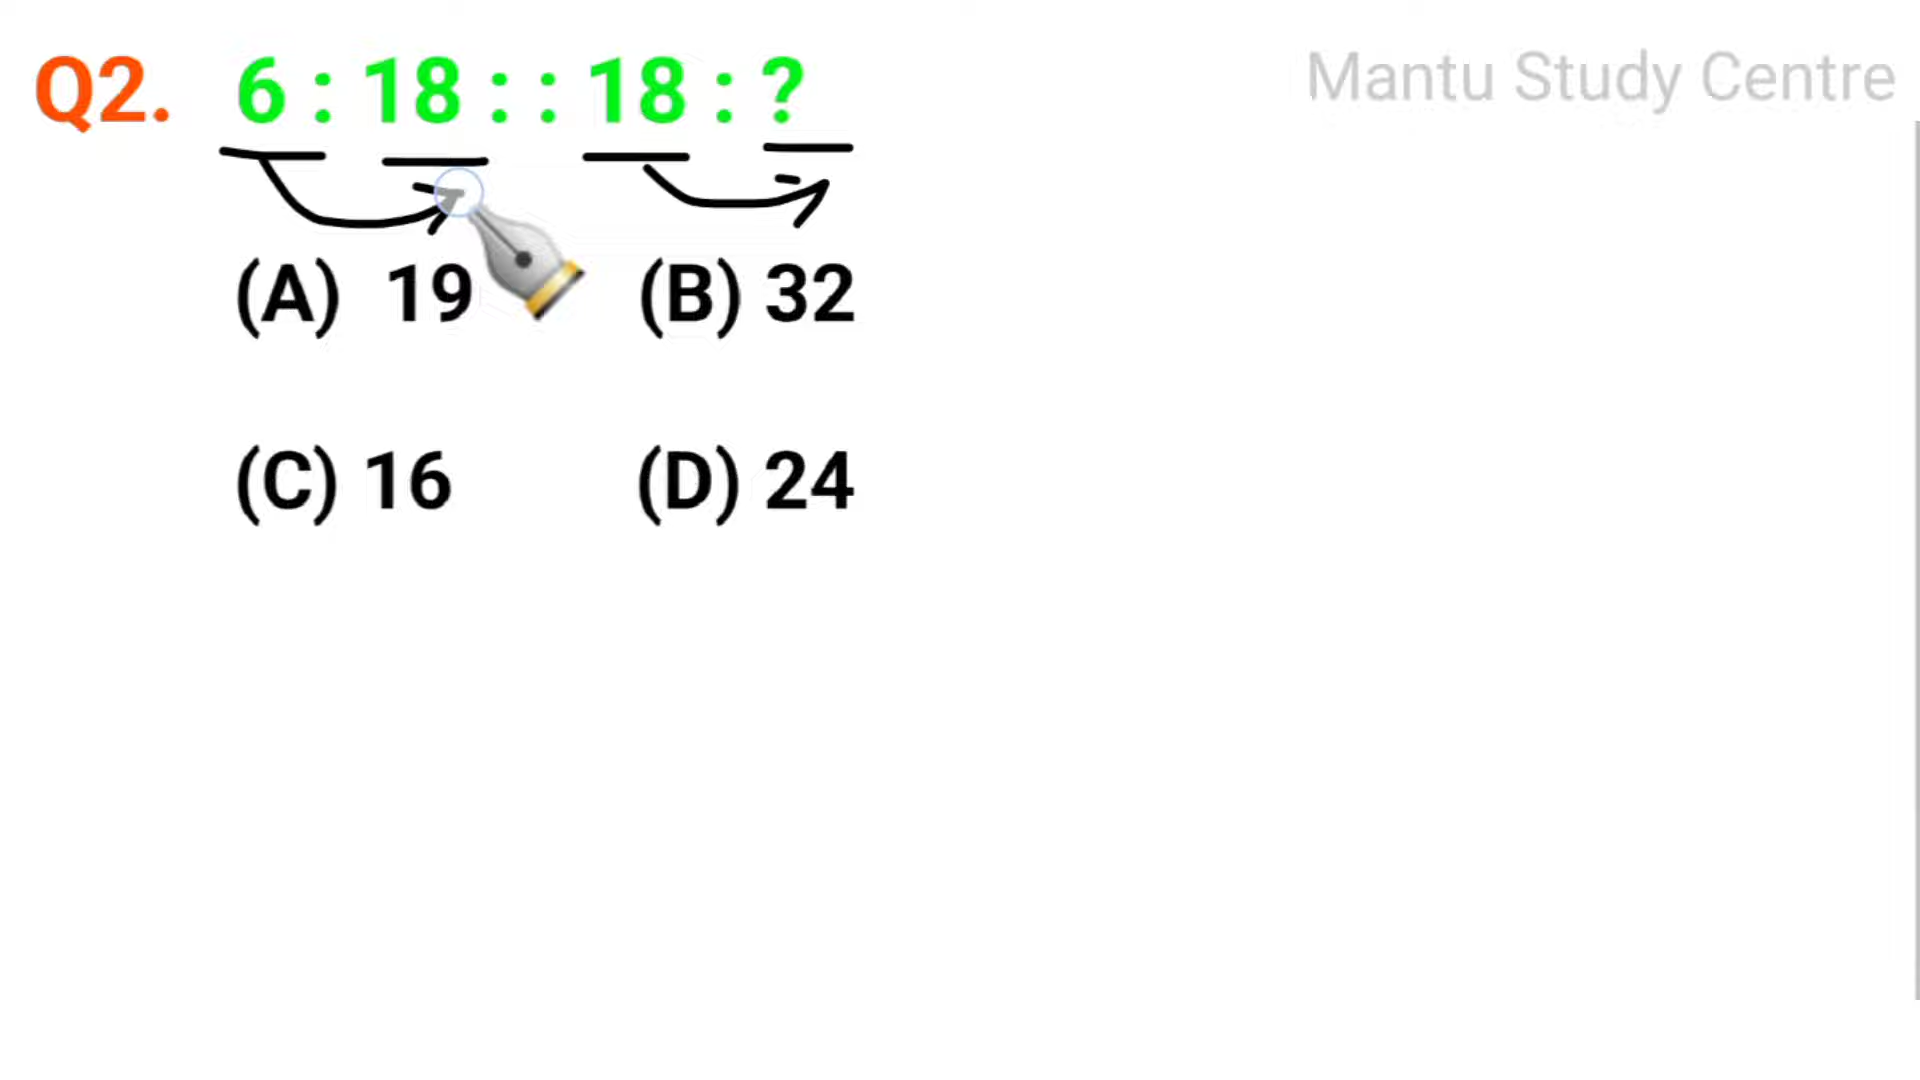 Q2. 6 : 18 : : 18 : ?
Mantu Study Centre
(A) 19 (B) 32
(C) 16 (D) 24